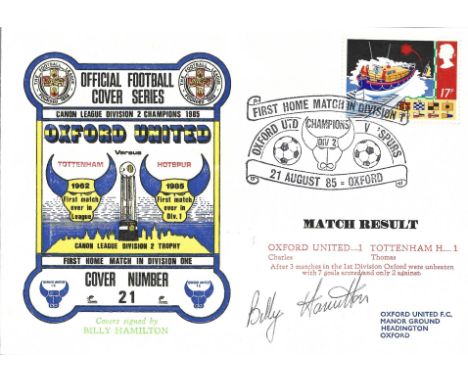 OFFICIAL FOOTBALL
COVER SERIES
CANON LEAGUE DIVISION 2 CHAMPIONS 1985
OXFORD UNITED
Versus
TOTTENHAM HOTSPUR
1962 1985
First match ever in League
First match ever in Div. 1
CANON LEAGUE DIVISION 2 TROPHY
FIRST HOME MATCH IN DIVISION ONE
COVER NUMBER
21
Covers signed by
BILLY HAMILTON
17P
FIRST HOME MATCH IN DIVISION 1
OXFORD UTD CHAMPIONS V SPURS
DIV 2
21 AUGUST 85 = OXFORD
MATCH RESULT
OXFORD UNITED...1 TOTTENHAM H... 1
Charles Thomas
After 3 matches in the 1st Division Oxford were unbeaten
with 7 goals scored and only 2 against
Billy Hamilton
OXFORD UNITED F.C.
MANOR GROUND
HEADINGTON
OXFORD